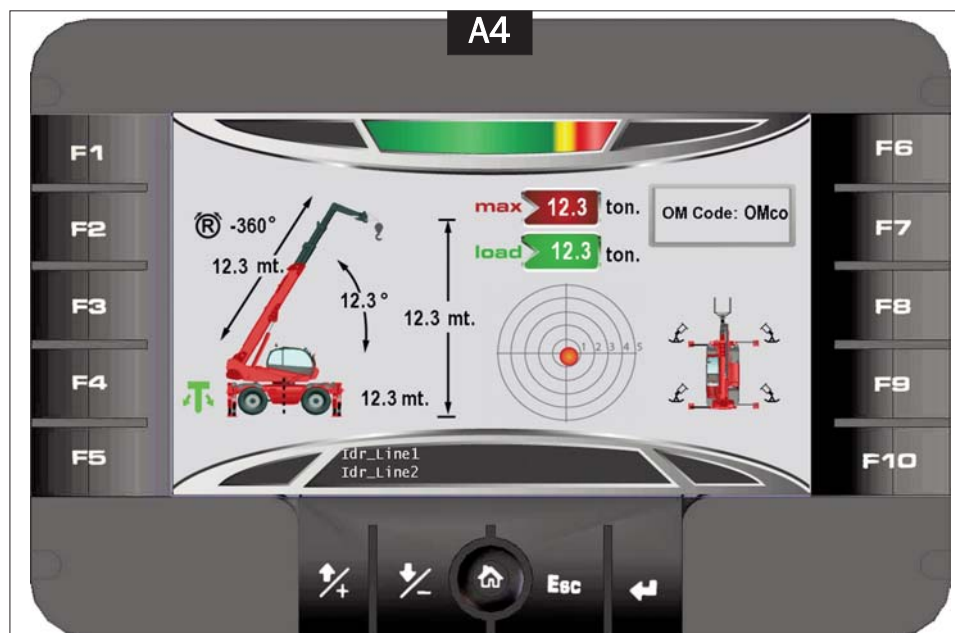 A4
F1
F2
F3
F4
F5
F6
F7
F8
F9
F10
R -360°
12.3 mt.
12.3 °
12.3 mt.
12.3 mt.
max 12.3 ton.
load 12.3 ton.
OM Code: OMco
1 2 3 4 5
Idr_Line1
Idr_Line2
+ 
-
Esc